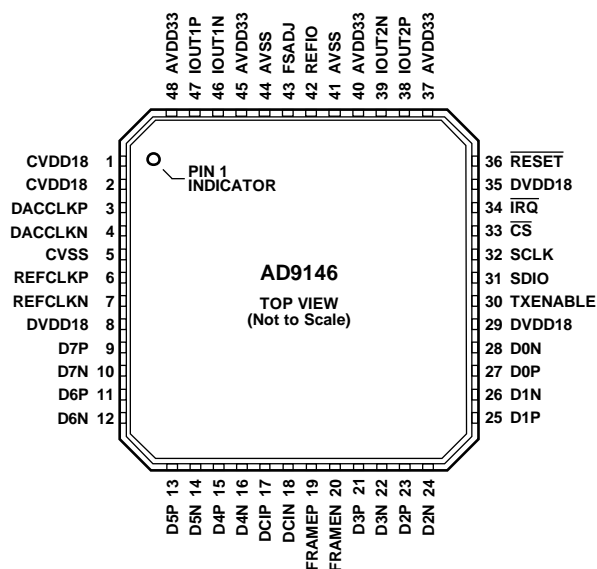 48 AVDD33
47 IOUT1P
46 IOUT1N
45 AVDD33
44 AVSS
43 FSADJ
42 REFIO
41 AVSS
40 AVDD33
39 IOUT2N
38 IOUT2P
37 AVDD33
CVDD18 1
CVDD18 2
DACCLKP 3
DACCLKN 4
CVSS 5
REFCLKP 6
REFCLKN 7
DVDD18 8
D7P 9
D7N 10
D6P 11
D6N 12
PIN 1
INDICATOR
AD9146
TOP VIEW
(Not to Scale)
36 RESET
35 DVDD18
34 IRQ
33 CS
32 SCLK
31 SDIO
30 TXENABLE
29 DVDD18
28 D0N
27 D0P
26 D1N
25 D1P
D5P 13
D5N 14
D4P 15
D4N 16
DCIP 17
DCIN 18
FRAMEP 19
FRAMEN 20
D3P 21
D3N 22
D2P 23
D2N 24